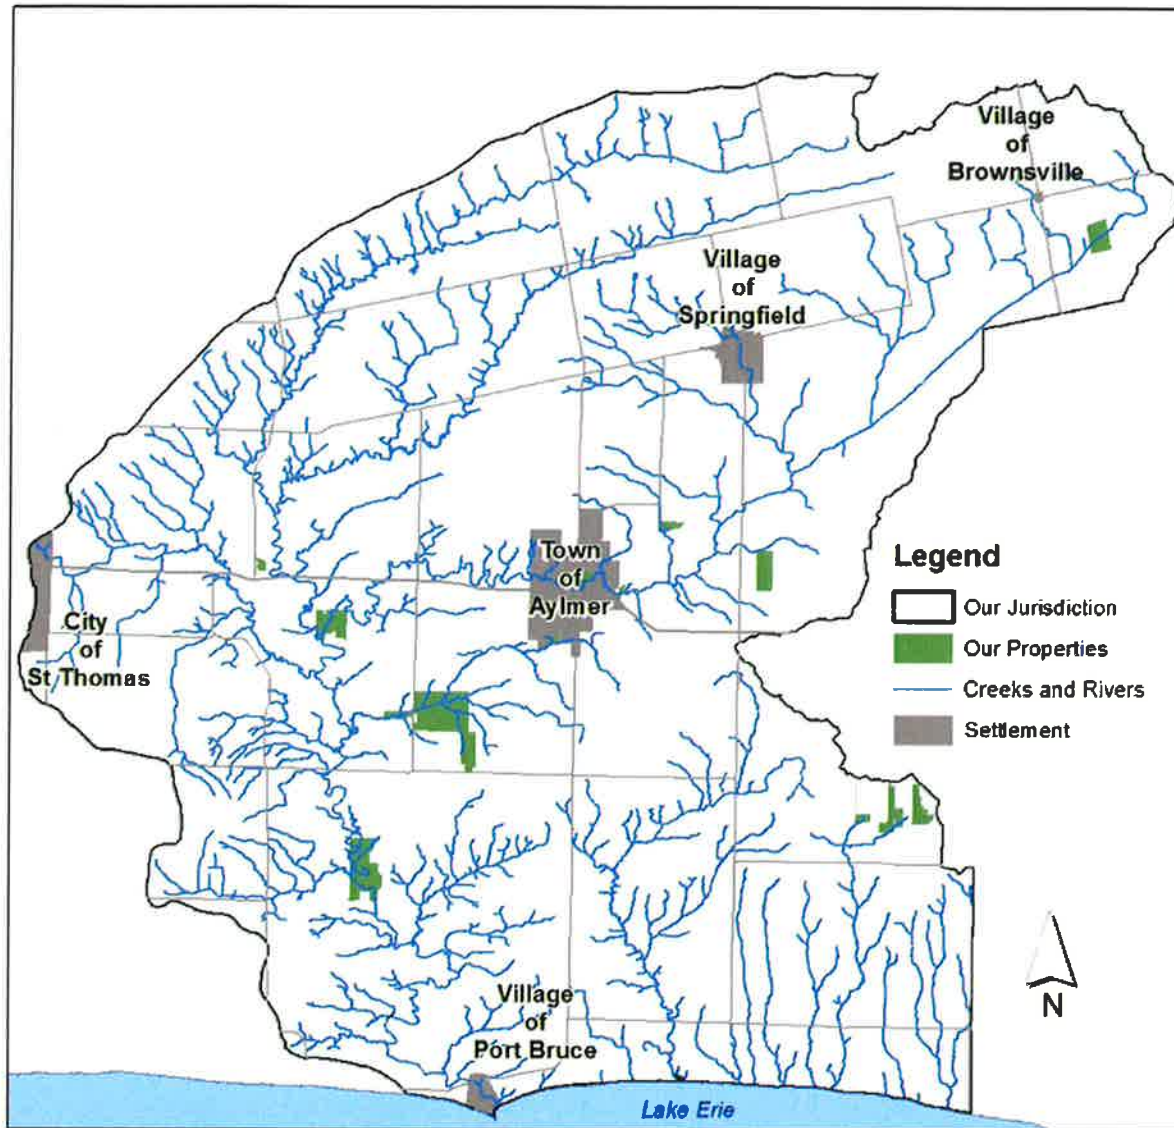 Village
of
Brownsville
Village
of
Springfield
Town
of
Aylmer
City
of
St Thomas
Legend
Our Jurisdiction
Our Properties
Creeks and Rivers
Settlement
N
Village
of
Port Bruce
Lake Erie